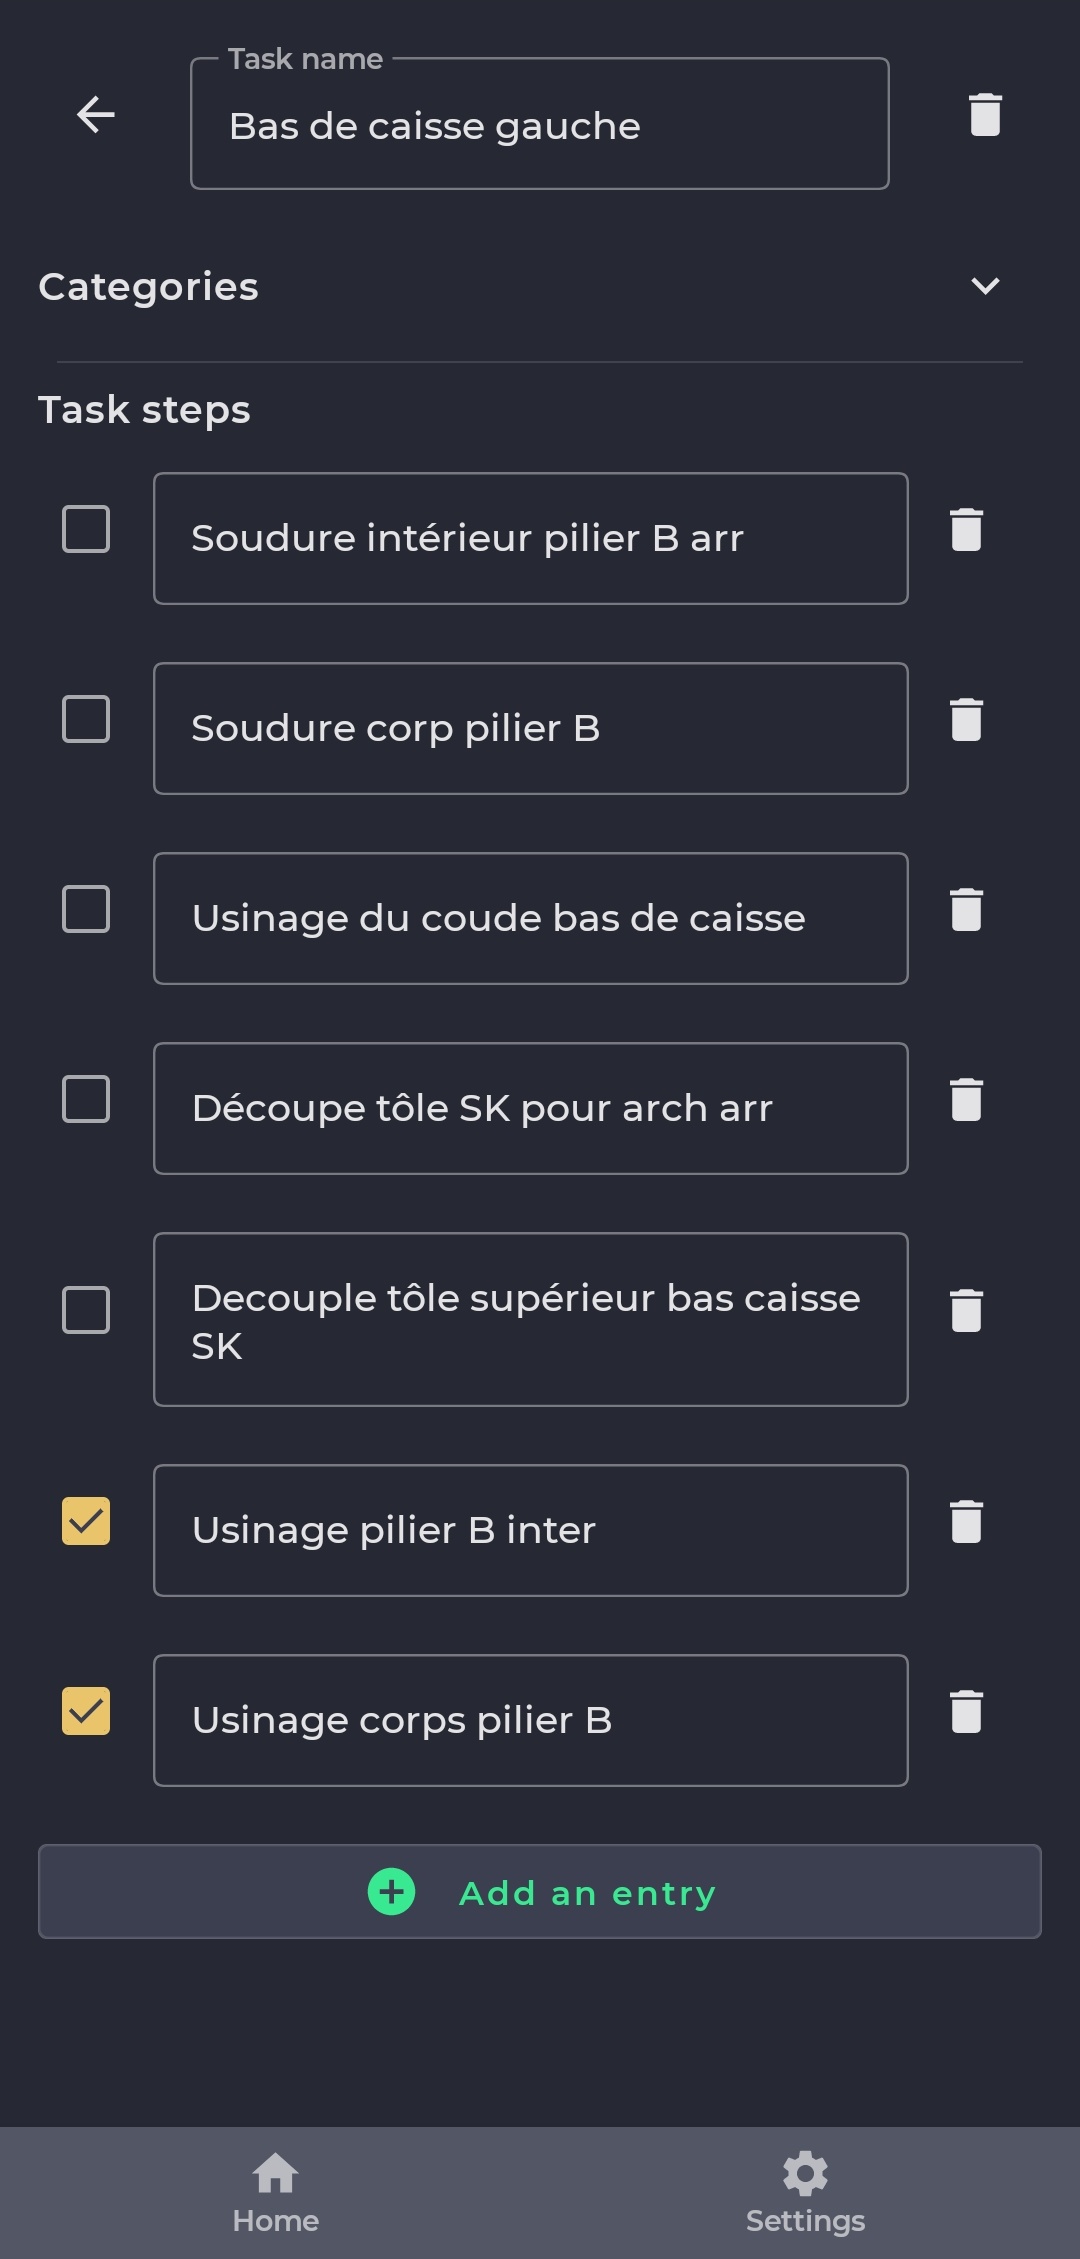 Task name
Bas de caisse gauche
Categories
Task steps
Soudure intérieur pilier B arr
Soudure corp pilier B
Usinage du coude bas de caisse
Découpe tôle SK pour arch arr
Decouple tôle supérieur bas caisse
SK
Usinage pilier B inter
Usinage corps pilier B
Add an entry
Home
Settings